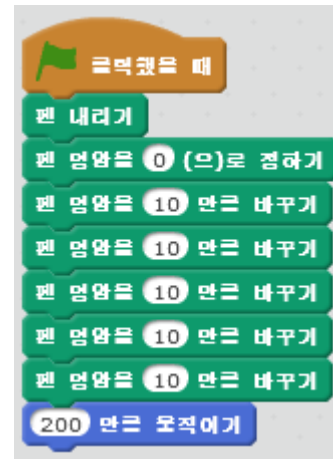 클릭했을 때
펜 내리기
펜 명암을 0 (으)로 정하기
펜 명암을 10 만큼 바꾸기
펜 명암을 10 만큼 바꾸기
펜 명암을 10 만큼 바꾸기
펜 명암을 10 만큼 바꾸기
펜 명암을 10 만큼 바꾸기
200 만큼 움직이기